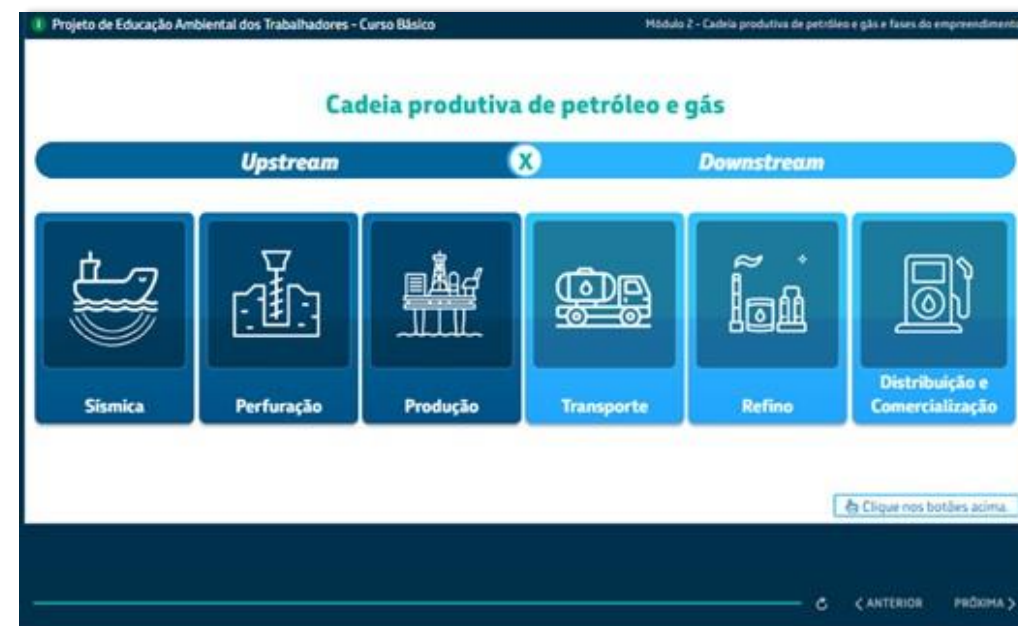 Projeto de Educação Ambiental dos Trabalhadores - Curso Básico
Módulo 2 - Cadeia produtiva de petróleo e gás e fases do empreendimento
Cadeia produtiva de petróleo e gás
Upstream X Downstream
Sísmica
Perfuração
Produção
Transporte
Refino
Distribuição e
Comercialização
Clique nos botões acima.
< ANTERIOR PRÓXIMA >